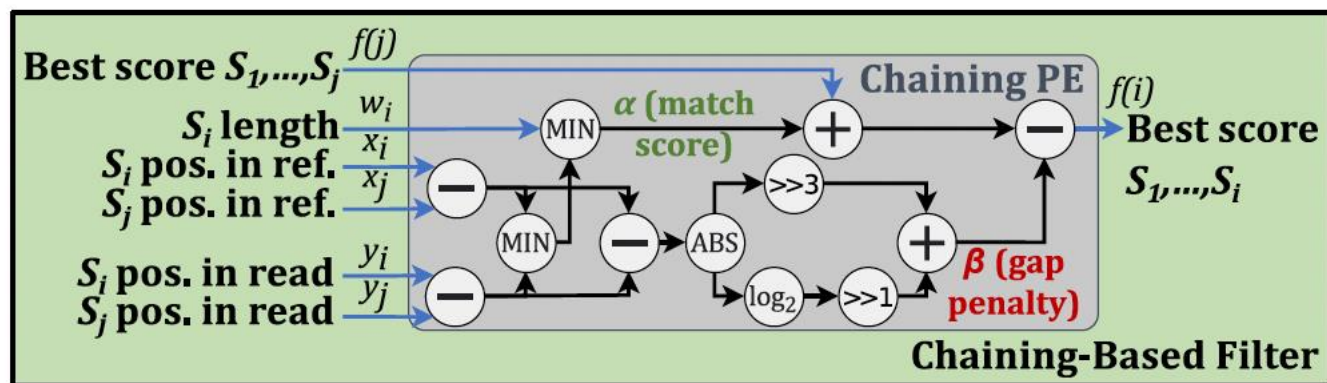 f(j)
Best score S₁,...,Sⱼ
Chaining PE
wᵢ
α (match
score)
f(i)
Sᵢ length
MIN
+
−
Best score
S₁,...,Sᵢ
xᵢ
Sᵢ pos. in ref.
xⱼ
Sⱼ pos. in ref.
−
>>3
MIN
−
ABS
+
yᵢ
Sᵢ pos. in read
yⱼ
Sⱼ pos. in read
−
log₂
>>1
β (gap
penalty)
Chaining-Based Filter